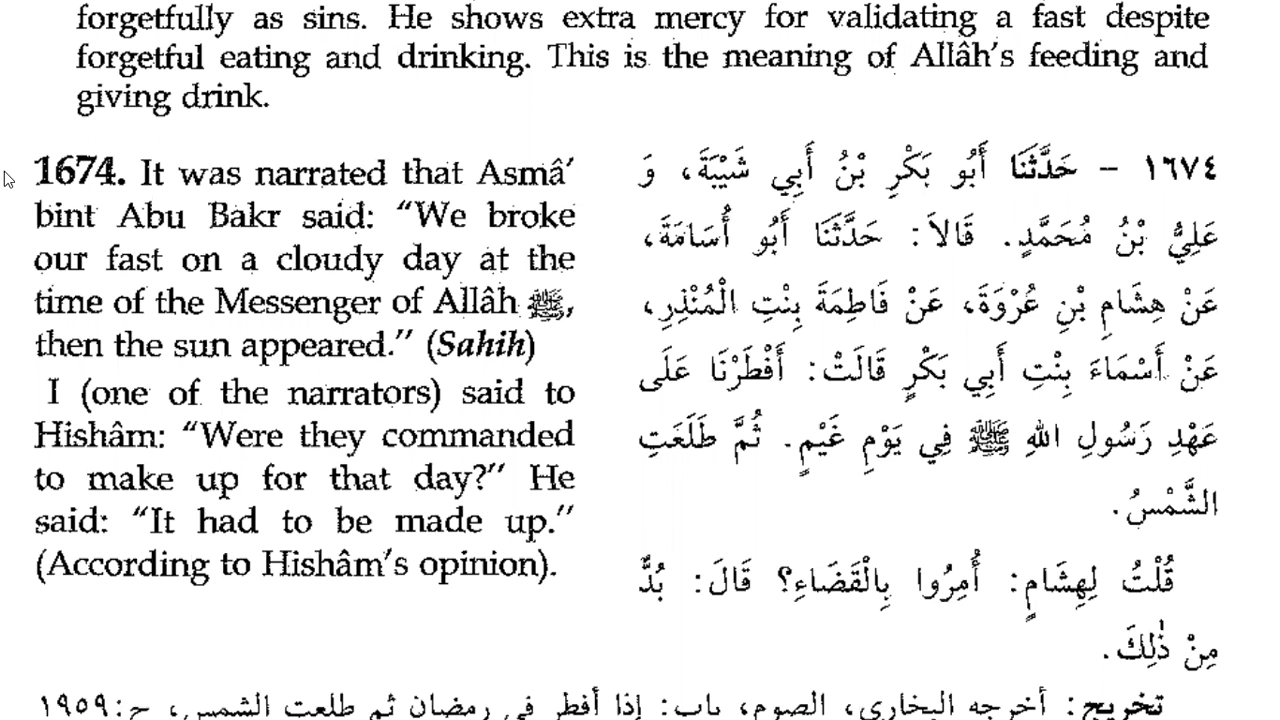 forgetfully as sins. He shows extra mercy for validating a fast despite
forgetful eating and drinking. This is the meaning of Allâh's feeding and
giving drink.
1674. It was narrated that Asmâ'
bint Abu Bakr said: "We broke
our fast on a cloudy day at the
time of the Messenger of Allâh ﷺ,
then the sun appeared." (Sahih)
I (one of the narrators) said to
Hishâm: "Were they commanded
to make up for that day?" He
said: "It had to be made up."
(According to Hishâm's opinion).
١٦٧٤ – حَدَّثَنَا أَبُو بَكْرِ بْنُ أَبِي شَيْبَةَ، وَ
عَلِيُّ بْنُ مُحَمَّدٍ. قَالاَ: حَدَّثَنَا أَبُو أُسَامَةَ،
عَنْ هِشَامِ بْنِ عُرْوَةَ، عَنْ فَاطِمَةَ بِنْتِ الْمُنْذِرِ،
عَنْ أَسْمَاءَ بِنْتِ أَبِي بَكْرٍ قَالَتْ: أَفْطَرْنَا عَلَى
عَهْدِ رَسُولِ اللهِ ﷺ فِي يَوْمِ غَيْمٍ. ثُمَّ طَلَعَتِ
الشَّمْسُ.
قُلْتُ لِهِشَامٍ: أُمِرُوا بِالْقَضَاءِ؟ قَالَ: بُدٌّ
مِنْ ذٰلِكَ.
تخريج: أخرجه البخاري، الصوم، باب: إذا أفطر في رمضان ثم طلعت الشمس، ح:١٩٥٩